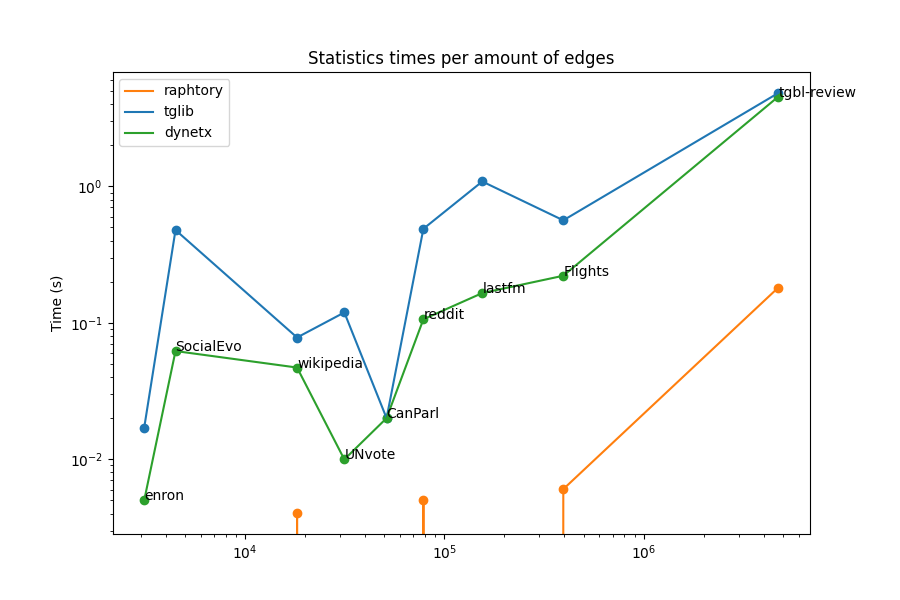 Statistics times per amount of edges
raphtory
tglib
dynetx
tgbl-review
10⁰
Flights
lastfm
Time (s)
reddit
10⁻¹
SocialEvo
wikipedia
CanParl
UNvote
10⁻²
enron
10⁴
10⁵
10⁶